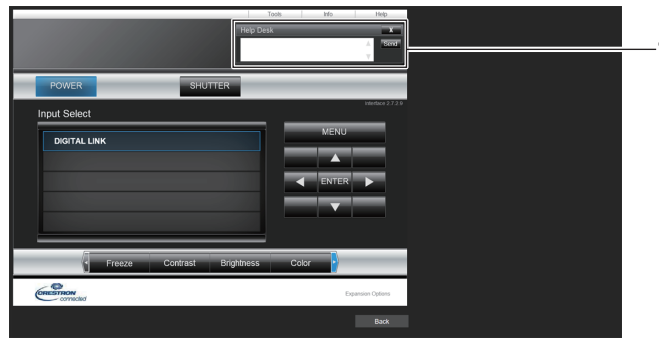 Tools Info Help
Help Desk X
Send
POWER SHUTTER
Interface 2.7.2.9
Input Select
MENU
DIGITAL LINK
ENTER
Freeze Contrast Brightness Color
CRESTRON
connected
Expansion Options
Back